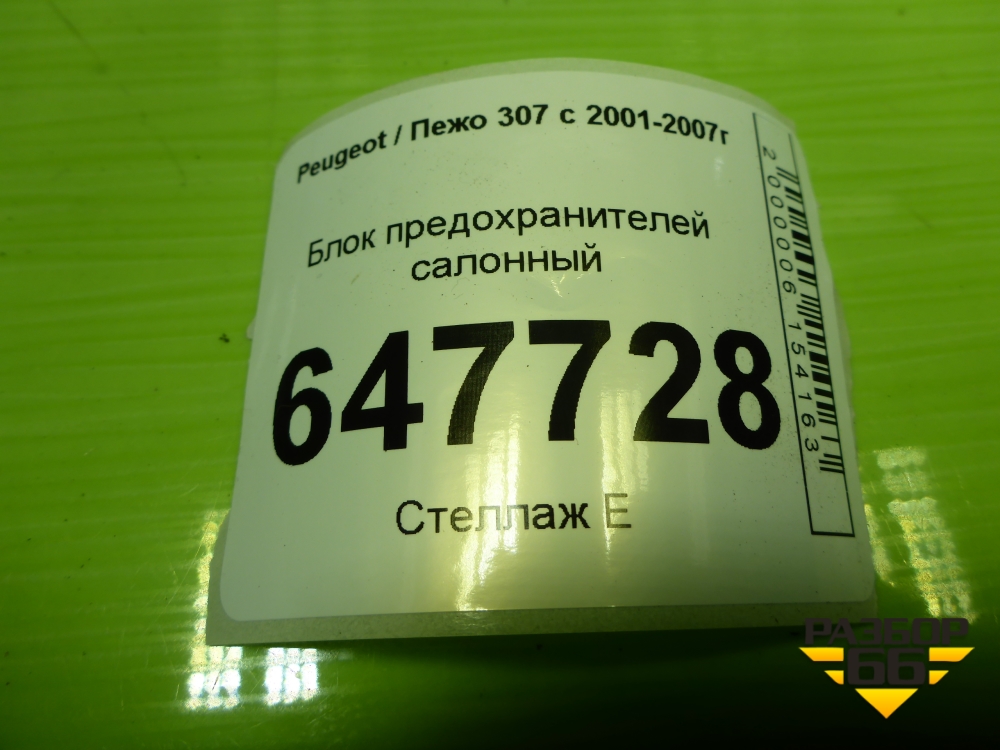 Peugeot / Пежо 307 с 2001-2007г
Блок предохранителей
салонный
647728
Стеллаж Е
2000006154163
РАЗБОР
66